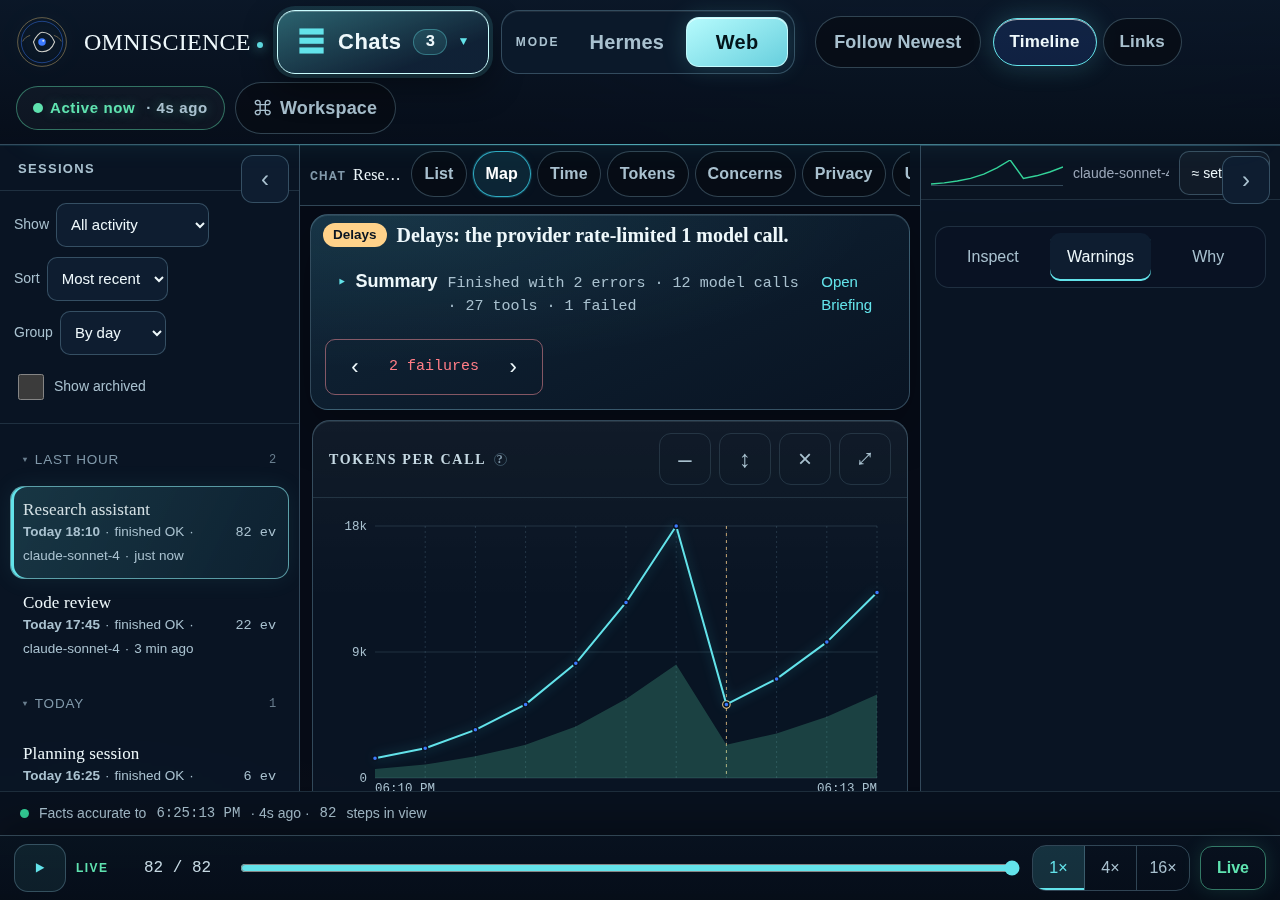 OMNISCIENCE
Chats 3 ▾
MODE Hermes Web
Follow Newest
Timeline
Links
Active now · 4s ago
⌘ Workspace
SESSIONS
‹
Show All activity
Sort Most recent
Group By day
Show archived
▾ LAST HOUR 2
Research assistant
Today 18:10 · finished OK · 82 ev
claude-sonnet-4 · just now
Code review
Today 17:45 · finished OK · 22 ev
claude-sonnet-4 · 3 min ago
▾ TODAY 1
Planning session
Today 16:25 · finished OK · 6 ev
CHAT Rese…
List
Map
Time
Tokens
Concerns
Privacy
Delays Delays: the provider rate-limited 1 model call.
▸ Summary Finished with 2 errors · 12 model calls
· 27 tools · 1 failed
Open
Briefing
‹ 2 failures ›
TOKENS PER CALL ?
– ↕ × ⤢
18k
9k
0
06:10 PM 06:13 PM
claude-sonnet-4
≈ set
›
Inspect
Warnings
Why
Facts accurate to 6:25:13 PM · 4s ago · 82 steps in view
▸ LIVE 82 / 82
1× 4× 16× Live